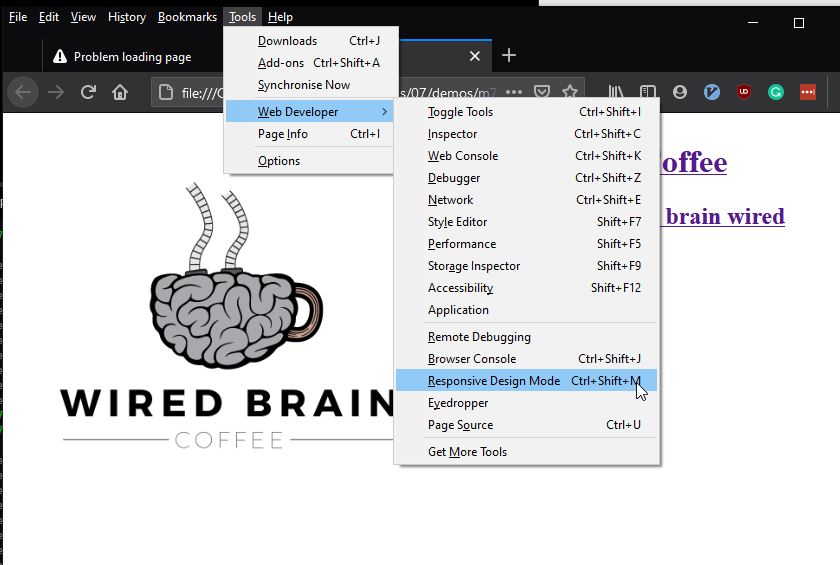 File Edit View History Bookmarks Tools Help
Problem loading page
file:///C s/07/demos/m7
Downloads Ctrl+J
Add-ons Ctrl+Shift+A
Synchronise Now
Web Developer
Page Info Ctrl+I
Options
Toggle Tools Ctrl+Shift+I
Inspector Ctrl+Shift+C
Web Console Ctrl+Shift+K
Debugger Ctrl+Shift+Z
Network Ctrl+Shift+E
Style Editor Shift+F7
Performance Shift+F5
Storage Inspector Shift+F9
Accessibility Shift+F12
Application
Remote Debugging
Browser Console Ctrl+Shift+J
Responsive Design Mode Ctrl+Shift+M
Eyedropper
Page Source Ctrl+U
Get More Tools
offee
brain wired
WIRED BRAIN
COFFEE